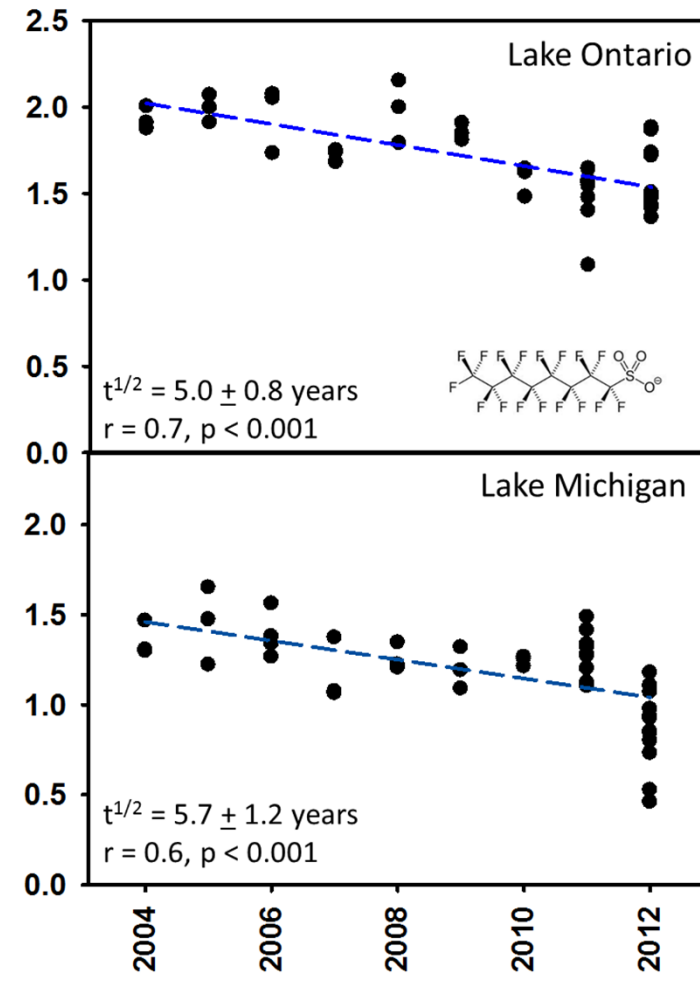 2.5
Lake Ontario
2.0
1.5
1.0
F F F F F F F F O O
S
F O⊖
F F F F F F F F
0.5
t1/2 = 5.0 ± 0.8 years
r = 0.7, p < 0.001
0.0
Lake Michigan
2.0
1.5
1.0
0.5
t1/2 = 5.7 ± 1.2 years
r = 0.6, p < 0.001
0.0
2004 2006 2008 2010 2012